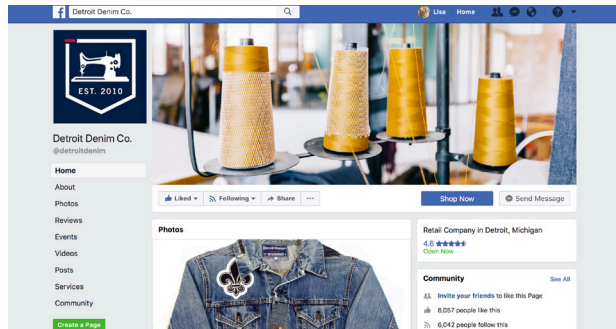 Detroit Denim Co.
Lisa
Home
EST. 2010
Detroit Denim Co.
@detroitdenim
Home
About
Photos
Reviews
Events
Videos
Posts
Services
Community
Create a Page
Liked
Following
Share
Shop Now
Send Message
Photos
Retail Company in Detroit, Michigan
4.6
Open Now
Community
See All
Invite your friends to like this Page
6,057 people like this
6,042 people follow this